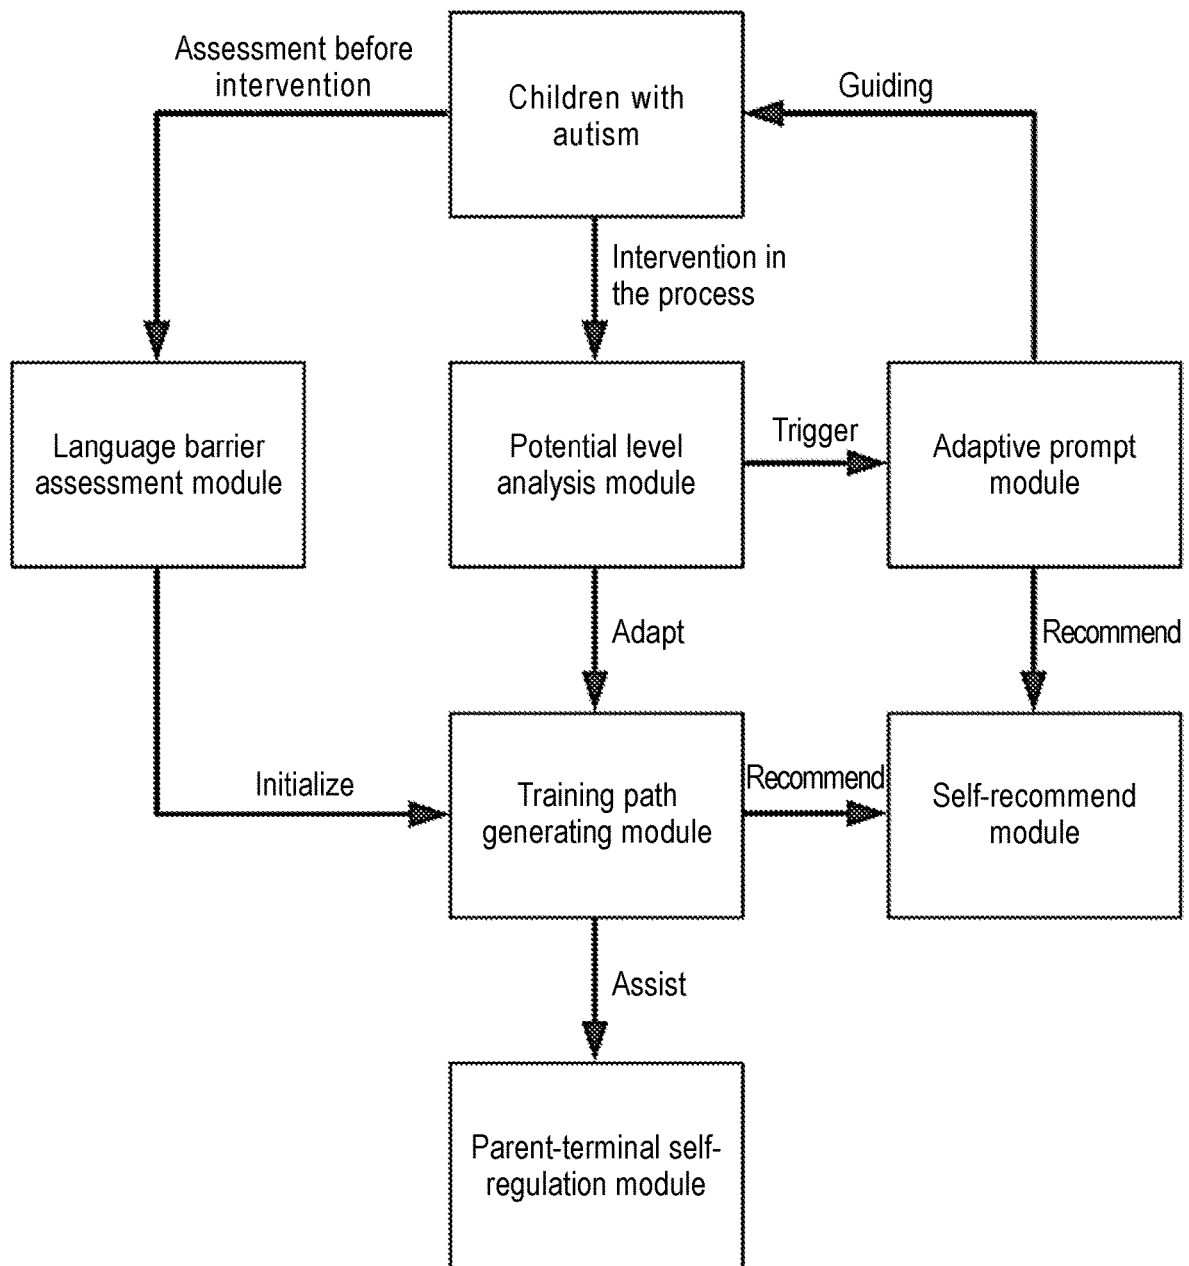 Assessment before
intervention
Children with
autism
Guiding
Intervention in
the process
Language barrier
assessment module
Potential level
analysis module
Trigger
Adaptive prompt
module
Adapt
Recommend
Initialize
Training path
generating module
Recommend
Self-recommend
module
Assist
Parent-terminal self-
regulation module